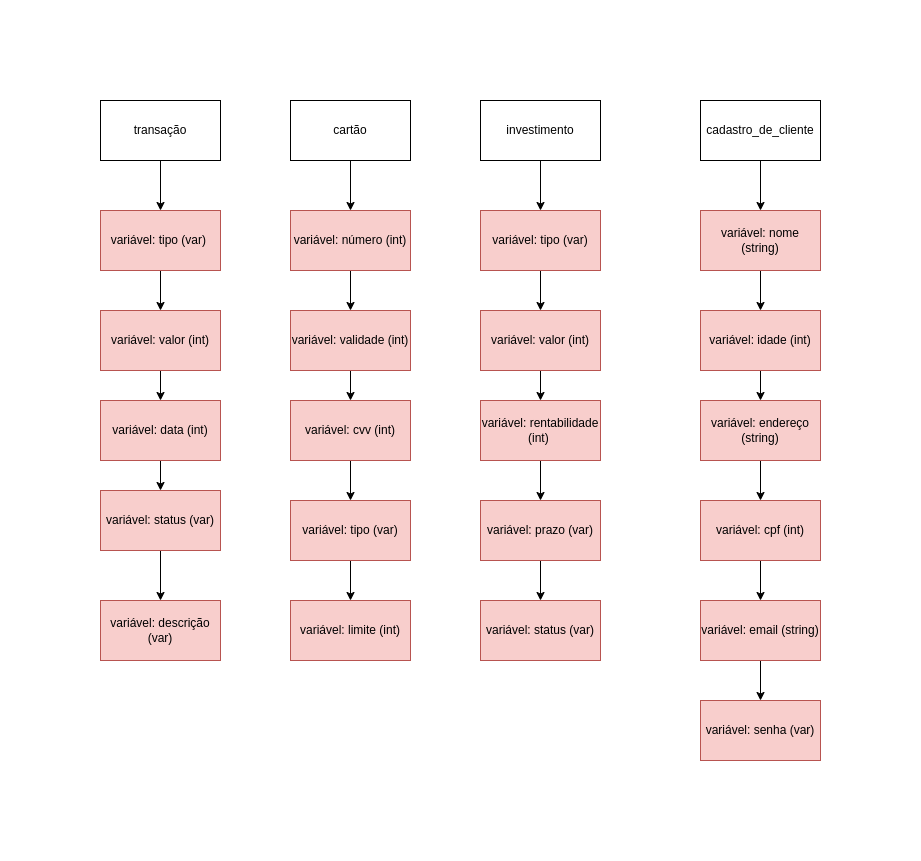 transação
variável: tipo (var)
variável: valor (int)
variável: data (int)
variável: status (var)
variável: descrição
(var)
cartão
variável: número (int)
variável: validade (int)
variável: cvv (int)
variável: tipo (var)
variável: limite (int)
investimento
variável: tipo (var)
variável: valor (int)
variável: rentabilidade
(int)
variável: prazo (var)
variável: status (var)
cadastro_de_cliente
variável: nome
(string)
variável: idade (int)
variável: endereço
(string)
variável: cpf (int)
variável: email (string)
variável: senha (var)